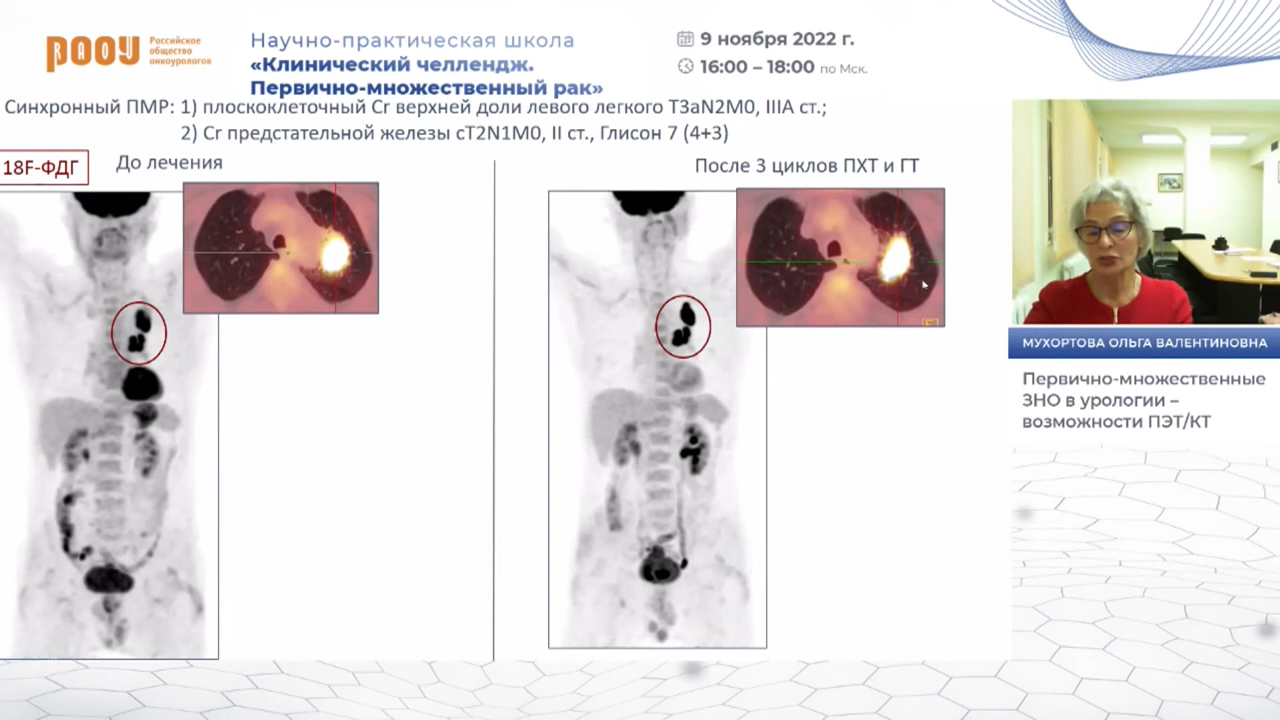 РАОУ
Российское
общество
онкоурологов
Научно-практическая школа
«Клинический челлендж.
Первично-множественный рак»
9 ноября 2022 г.
16:00 – 18:00 по Мск.
Синхронный ПМР: 1) плоскоклеточный Cr верхней доли левого легкого T3aN2M0, IIIA ст.;
2) Cr предстательной железы cT2N1M0, II ст., Глисон 7 (4+3)
18F-ФДГ
До лечения
После 3 циклов ПХТ и ГТ
[F]
МУХОРТОВА ОЛЬГА ВАЛЕНТИНОВНА
Первично-множественные
ЗНО в урологии –
возможности ПЭТ/КТ